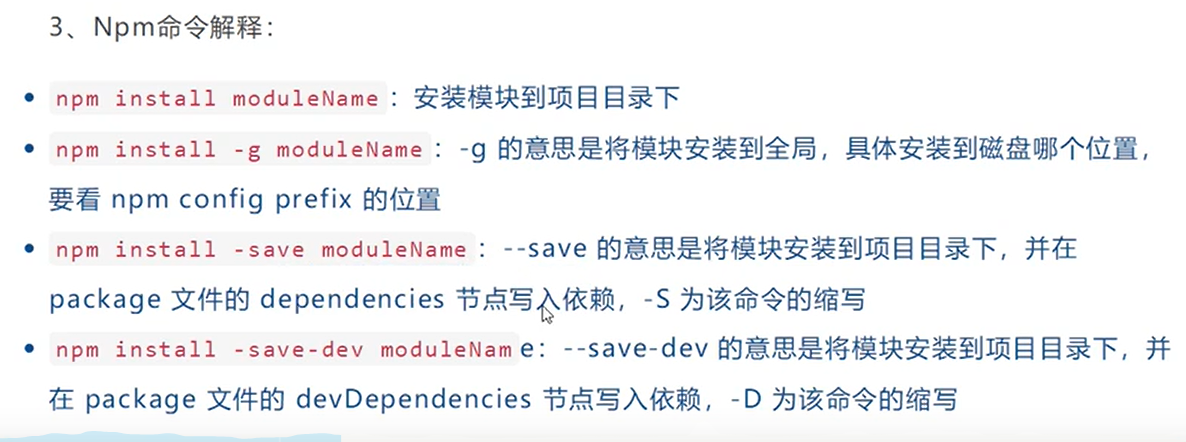 3、Npm命令解释：
npm install moduleName：安装模块到项目目录下
npm install -g moduleName：-g 的意思是将模块安装到全局，具体安装到磁盘哪个位置，
要看 npm config prefix 的位置
npm install -save moduleName：--save 的意思是将模块安装到项目目录下，并在
package 文件的 dependencies 节点写入依赖，-S 为该命令的缩写
npm install -save-dev moduleName：--save-dev 的意思是将模块安装到项目目录下，并
在 package 文件的 devDependencies 节点写入依赖，-D 为该命令的缩写